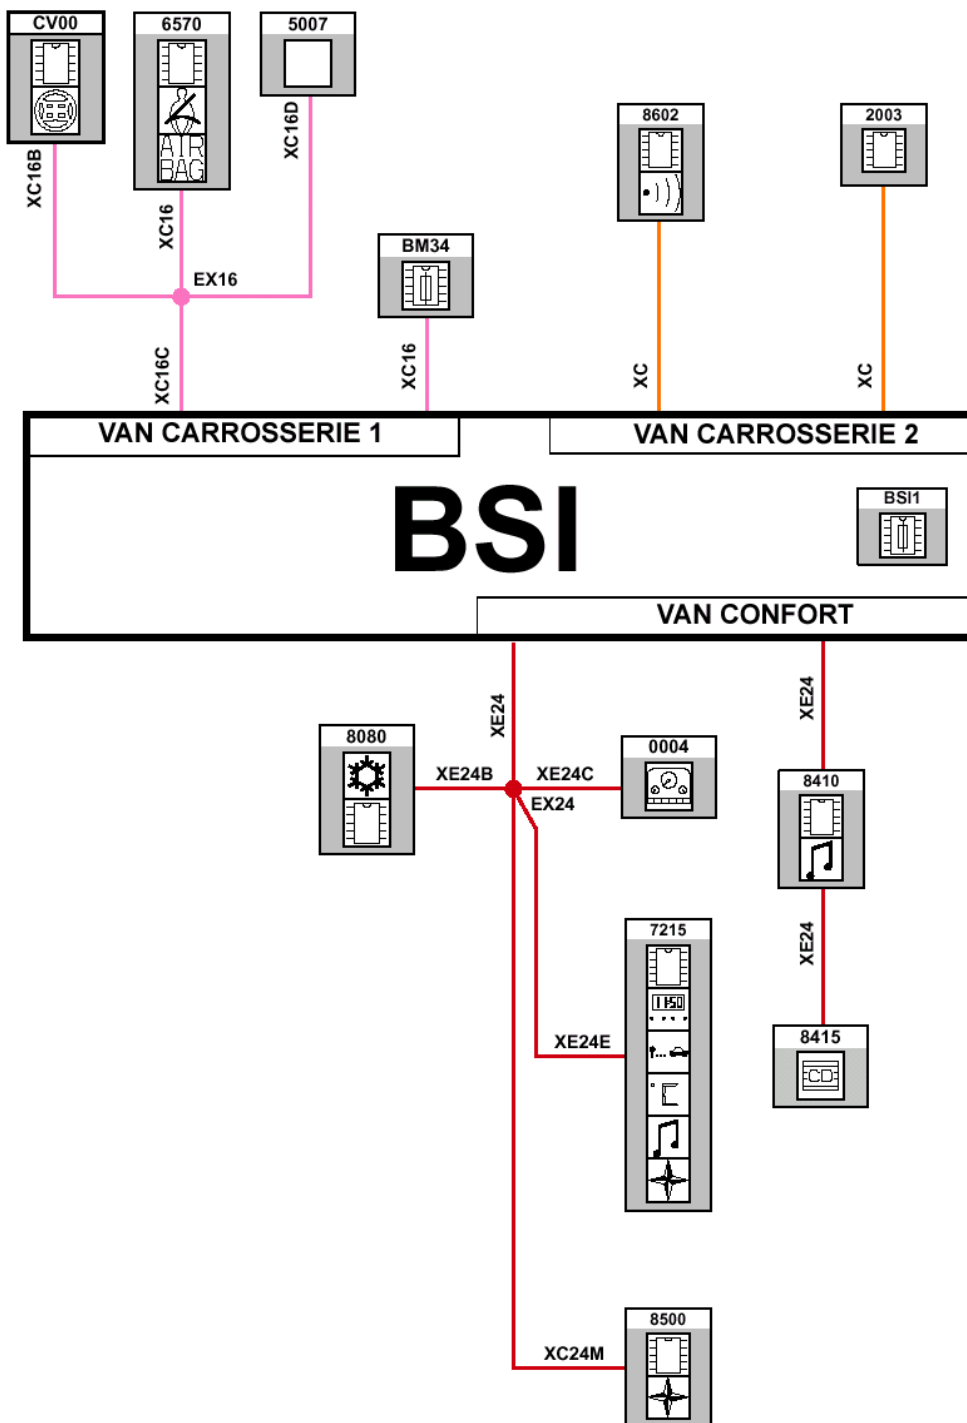 CV00
6570
5007
AIR
BAG
XC16B
XC16
XC16D
EX16
XC16C
BM34
XC16
8602
2003
XC
XC
VAN CARROSSERIE 1
VAN CARROSSERIE 2
BSI
BSI1
VAN CONFORT
XE24
XE24
8080
XE24B
XE24C
EX24
0004
8410
XE24
7215
11:50
XE24E
°C
8415
CD
XC24M
8500